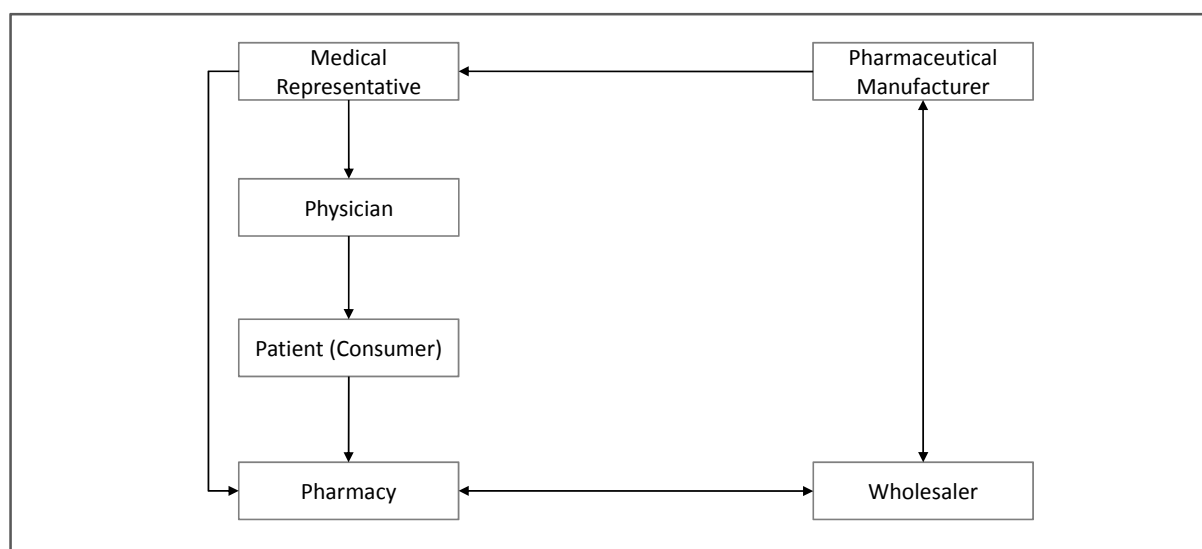 Medical
Representative
Pharmaceutical
Manufacturer
Physician
Patient (Consumer)
Pharmacy
Wholesaler